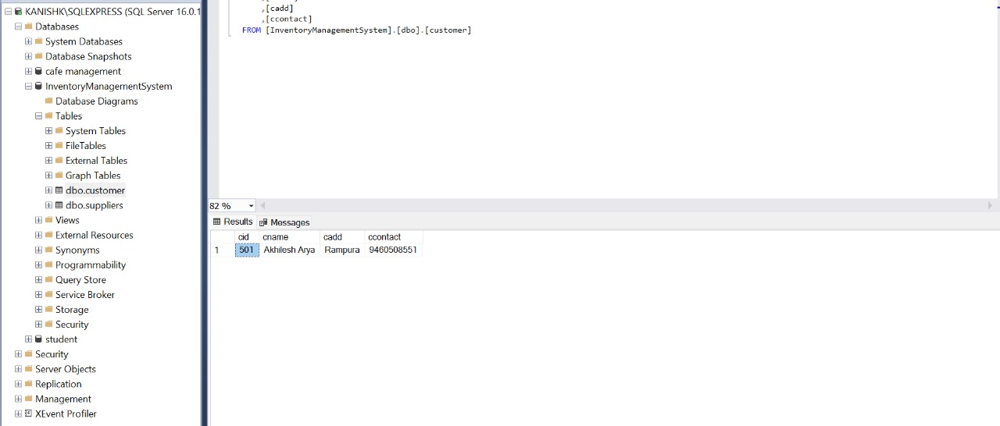 KANISHK\SQLEXPRESS (SQL Server 16.0.1
Databases
System Databases
Database Snapshots
cafe management
InventoryManagementSystem
Database Diagrams
Tables
System Tables
FileTables
External Tables
Graph Tables
dbo.customer
dbo.suppliers
Views
External Resources
Synonyms
Programmability
Query Store
Service Broker
Storage
Security
student
Security
Server Objects
Replication
Management
XEvent Profiler
,[cadd]
,[ccontact]
FROM [InventoryManagementSystem].[dbo].[customer]
82 %
Results Messages
cid cname cadd ccontact
1 501 Akhilesh Arya Rampura 9460508551